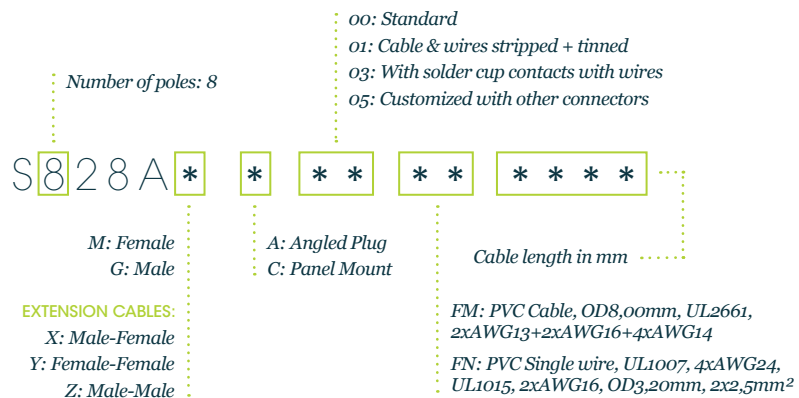 00: Standard
01: Cable & wires stripped + tinned
03: With solder cup contacts with wires
05: Customized with other connectors
Number of poles: 8
S828A* * ** ** ****
M: Female
G: Male
A: Angled Plug
C: Panel Mount
Cable length in mm
EXTENSION CABLES:
X: Male-Female
Y: Female-Female
Z: Male-Male
FM: PVC Cable, OD8,00mm, UL2661,
2xAWG13+2xAWG16+4xAWG14
FN: PVC Single wire, UL1007, 4xAWG24,
UL1015, 2xAWG16, OD3,20mm, 2x2,5mm²